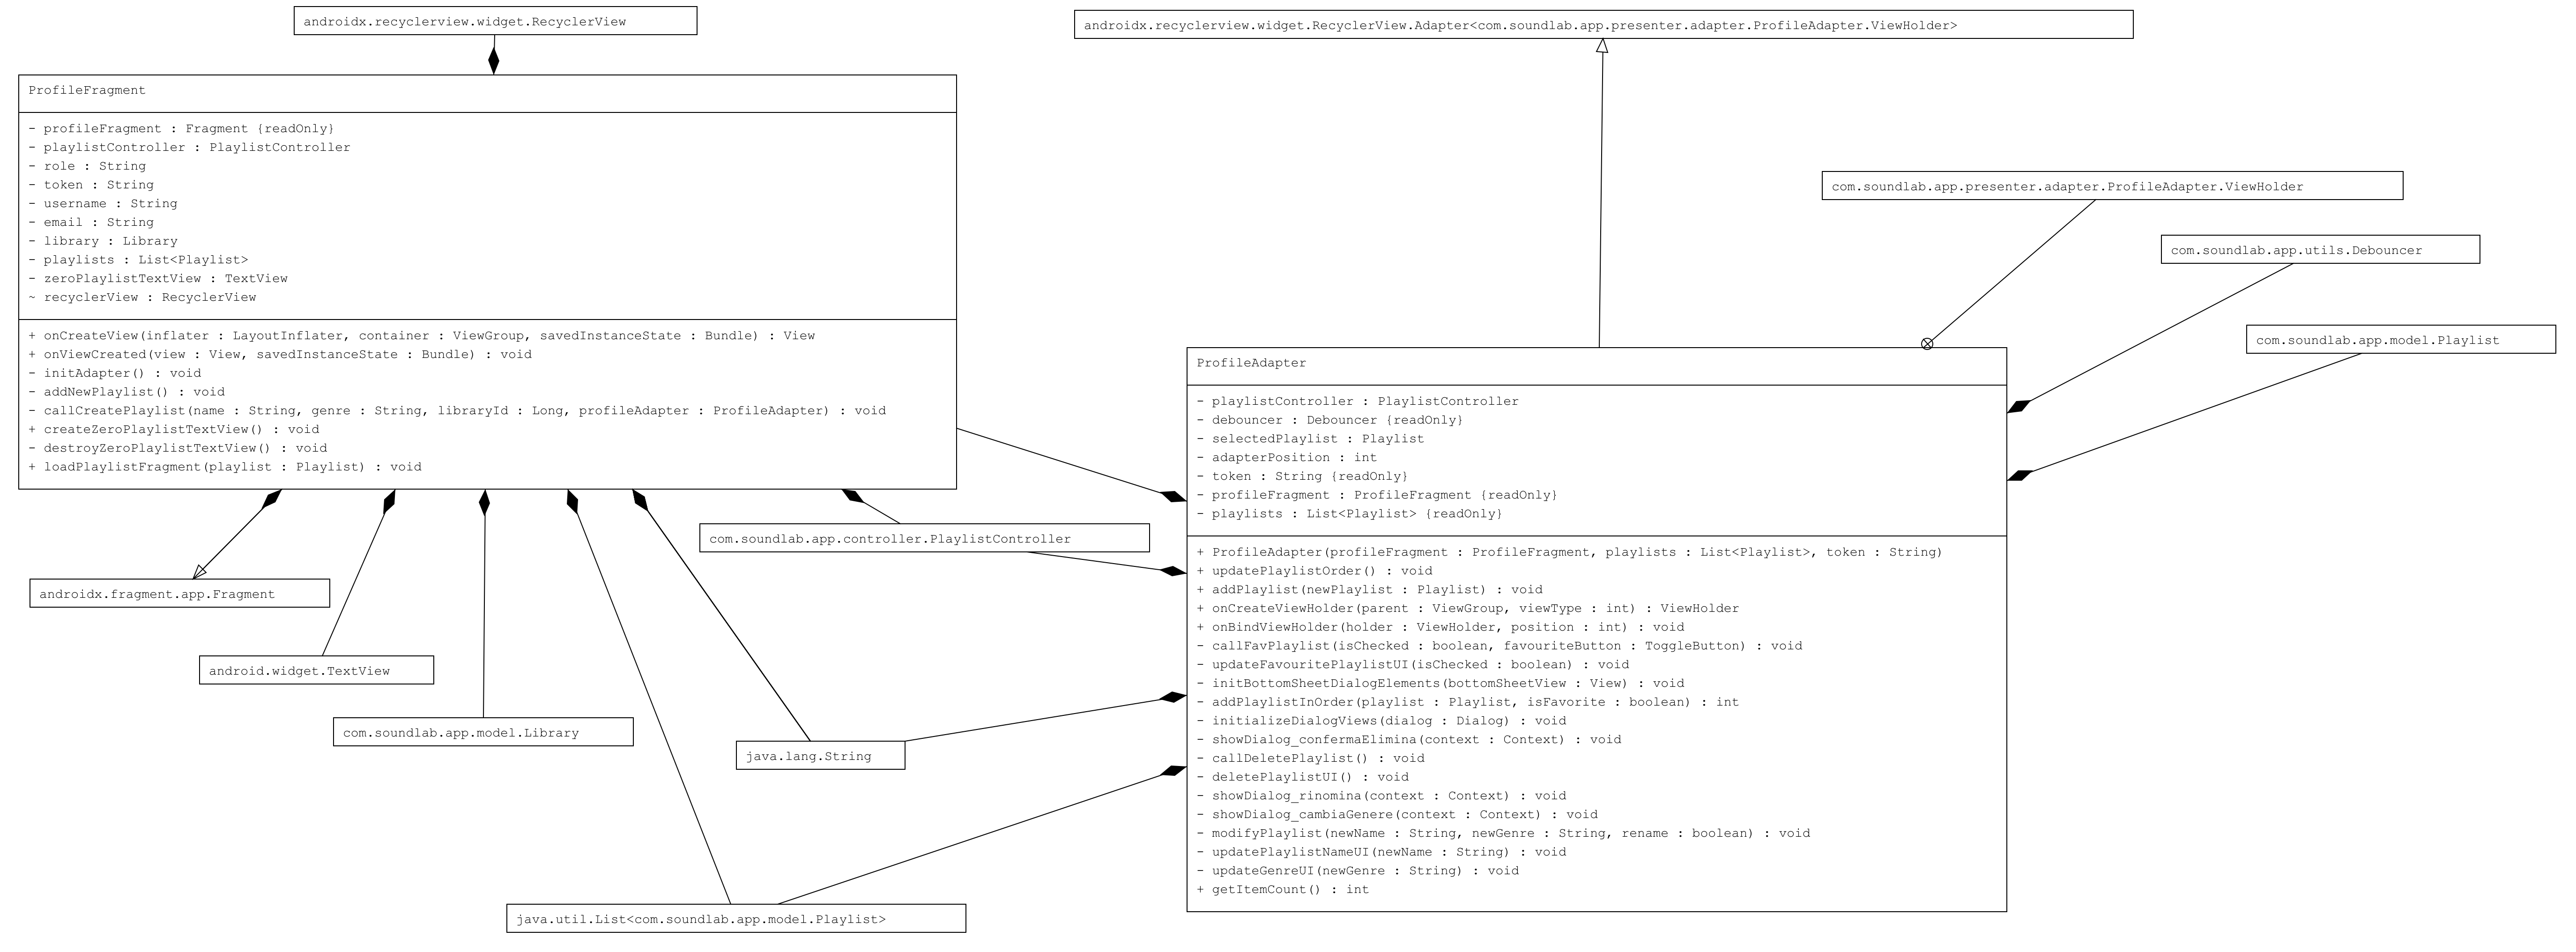 androidx.recyclerview.widget.RecyclerView
androidx.recyclerview.widget.RecyclerView.Adapter<com.soundlab.app.presenter.adapter.ProfileAdapter.ViewHolder>
ProfileFragment
- profileFragment : Fragment {readOnly}
- playlistController : PlaylistController
- role : String
- token : String
- username : String
- email : String
- library : Library
- playlists : List<Playlist>
- zeroPlaylistTextView : TextView
~ recyclerView : RecyclerView
+ onCreateView(inflater : LayoutInflater, container : ViewGroup, savedInstanceState : Bundle) : View
+ onViewCreated(view : View, savedInstanceState : Bundle) : void
- initAdapter() : void
- addNewPlaylist() : void
- callCreatePlaylist(name : String, genre : String, libraryId : Long, profileAdapter : ProfileAdapter) : void
+ createZeroPlaylistTextView() : void
- destroyZeroPlaylistTextView() : void
+ loadPlaylistFragment(playlist : Playlist) : void
com.soundlab.app.presenter.adapter.ProfileAdapter.ViewHolder
com.soundlab.app.utils.Debouncer
com.soundlab.app.model.Playlist
ProfileAdapter
- playlistController : PlaylistController
- debouncer : Debouncer {readOnly}
- selectedPlaylist : Playlist
- adapterPosition : int
- token : String {readOnly}
- profileFragment : ProfileFragment {readOnly}
- playlists : List<Playlist> {readOnly}
+ ProfileAdapter(profileFragment : ProfileFragment, playlists : List<Playlist>, token : String)
+ updatePlaylistOrder() : void
+ addPlaylist(newPlaylist : Playlist) : void
+ onCreateViewHolder(parent : ViewGroup, viewType : int) : ViewHolder
+ onBindViewHolder(holder : ViewHolder, position : int) : void
- callFavPlaylist(isChecked : boolean, favouriteButton : ToggleButton) : void
- updateFavouritePlaylistUI(isChecked : boolean) : void
- initBottomSheetDialogElements(bottomSheetView : View) : void
- addPlaylistInOrder(playlist : Playlist, isFavorite : boolean) : int
- initializeDialogViews(dialog : Dialog) : void
- showDialog_confermaElimina(context : Context) : void
- callDeletePlaylist() : void
- deletePlaylistUI() : void
- showDialog_rinomina(context : Context) : void
- showDialog_cambiaGenere(context : Context) : void
- modifyPlaylist(newName : String, newGenre : String, rename : boolean) : void
- updatePlaylistNameUI(newName : String) : void
- updateGenreUI(newGenre : String) : void
+ getItemCount() : int
com.soundlab.app.controller.PlaylistController
androidx.fragment.app.Fragment
android.widget.TextView
com.soundlab.app.model.Library
java.lang.String
java.util.List<com.soundlab.app.model.Playlist>